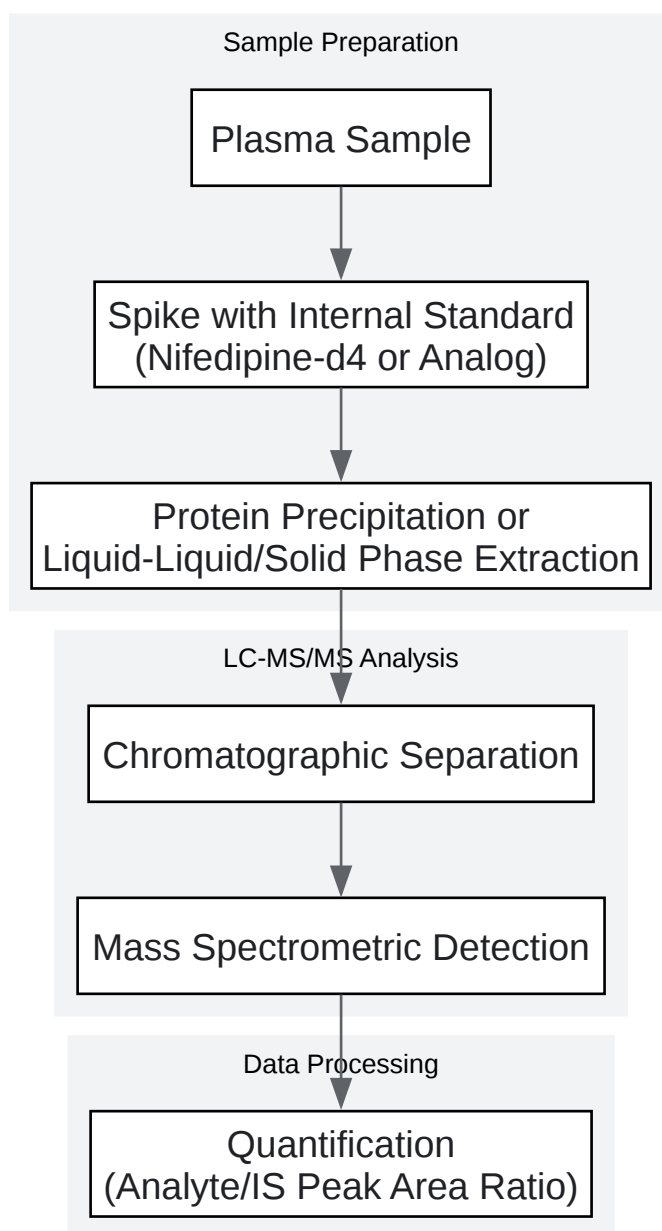 Sample Preparation
Plasma Sample
Spike with Internal Standard
(Nifedipine-d4 or Analog)
Protein Precipitation or
Liquid-Liquid/Solid Phase Extraction
LC-MS/MS Analysis
Chromatographic Separation
Mass Spectrometric Detection
Data Processing
Quantification
(Analyte/IS Peak Area Ratio)